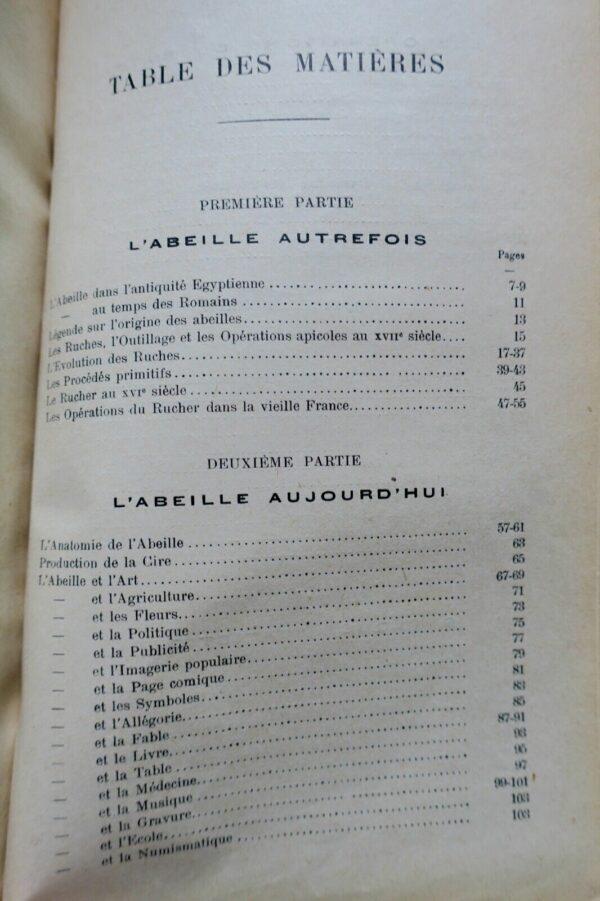 TABLE DES MATIÈRES
PREMIÈRE PARTIE
L'ABEILLE AUTREFOIS
Pages
—
L'Abeille dans l'antiquité Egyptienne........................ 7-9
— au temps des Romains........................ 11
Légende sur l'origine des abeilles........................ 13
Les Ruches, l'Outillage et les Opérations apicoles au XVIIe siècle.... 15
L'Evolution des Ruches........................ 17-37
Les Procédés primitifs........................ 39-43
Le Rucher au XVIe siècle........................ 45
Les Opérations du Rucher dans la vieille France.................. 47-55
DEUXIÈME PARTIE
L'ABEILLE AUJOURD'HUI
L'Anatomie de l'Abeille........................ 57-61
Production de la Cire........................ 63
L'Abeille et l'Art........................ 65
— et l'Agriculture........................ 67-69
— et les Fleurs........................ 71
— et la Politique........................ 73
— et la Publicité........................ 75
— et l'Imagerie populaire........................ 77
— et la Page comique........................ 79
— et les Symboles........................ 81
— et l'Allégorie........................ 83
— et la Fable........................ 85
— et le Livre........................ 87-91
— et la Table........................ 93
— et la Médecine........................ 95
— et la Musique........................ 97
— et la Gravure........................ 99-101
— et l'Ecole........................ 103
— et la Numismatique........................ 103